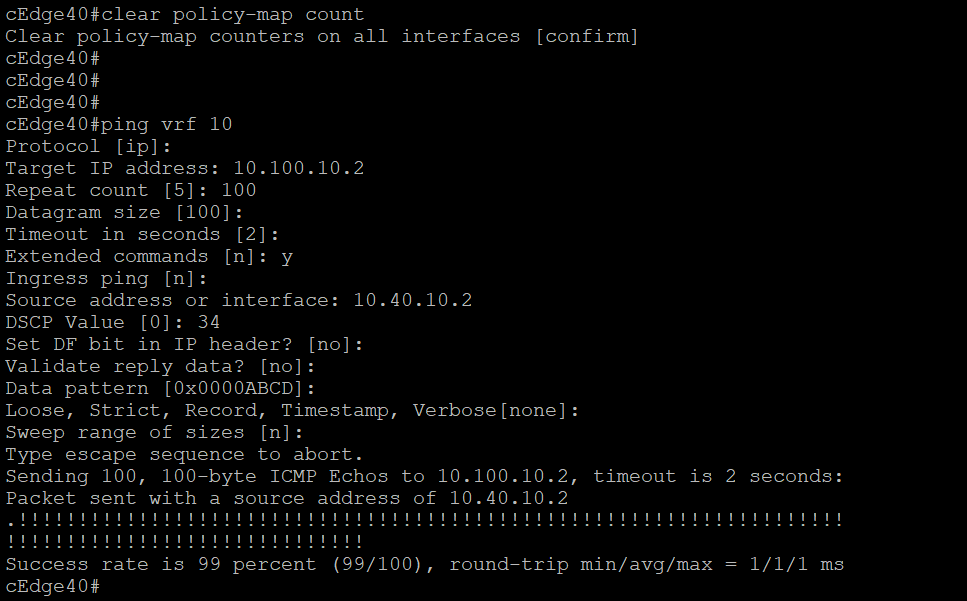 cEdge40#clear policy-map count
Clear policy-map counters on all interfaces [confirm]
cEdge40#
cEdge40#
cEdge40#
cEdge40#ping vrf 10
Protocol [ip]:
Target IP address: 10.100.10.2
Repeat count [5]: 100
Datagram size [100]:
Timeout in seconds [2]:
Extended commands [n]: y
Ingress ping [n]:
Source address or interface: 10.40.10.2
DSCP Value [0]: 34
Set DF bit in IP header? [no]:
Validate reply data? [no]:
Data pattern [0x0000ABCD]:
Loose, Strict, Record, Timestamp, Verbose[none]:
Sweep range of sizes [n]:
Type escape sequence to abort.
Sending 100, 100-byte ICMP Echos to 10.100.10.2, timeout is 2 seconds:
Packet sent with a source address of 10.40.10.2
.!!!!!!!!!!!!!!!!!!!!!!!!!!!!!!!!!!!!!!!!!!!!!!!!!!!!!!!!!!!!!!!!!!!!!
!!!!!!!!!!!!!!!!!!!!!!!!!!!!!!
Success rate is 99 percent (99/100), round-trip min/avg/max = 1/1/1 ms
cEdge40#